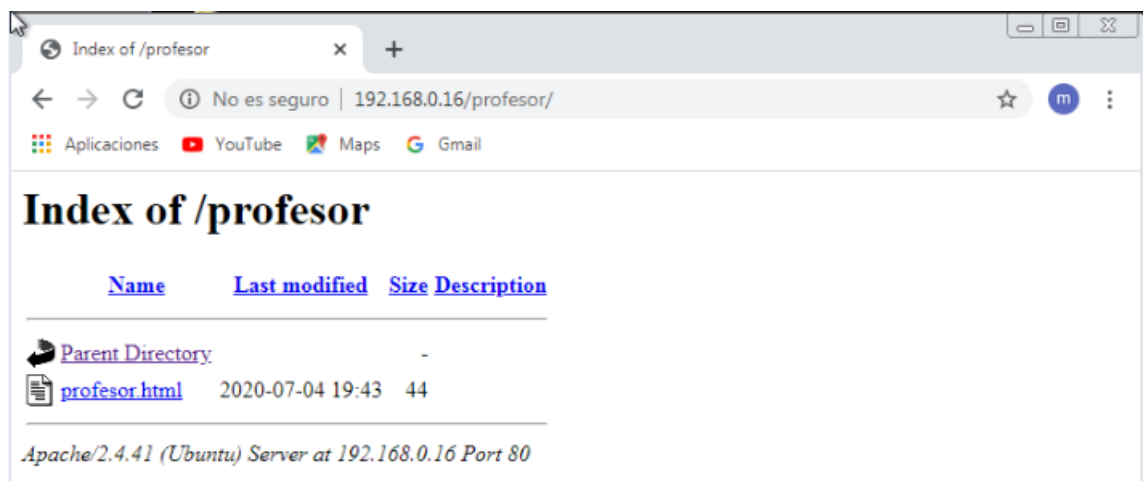 Index of /profesor
No es seguro | 192.168.0.16/profesor/
m
Aplicaciones YouTube Maps G Gmail
Index of /profesor
Name Last modified Size Description
Parent Directory -
profesor.html 2020-07-04 19:43 44
Apache/2.4.41 (Ubuntu) Server at 192.168.0.16 Port 80